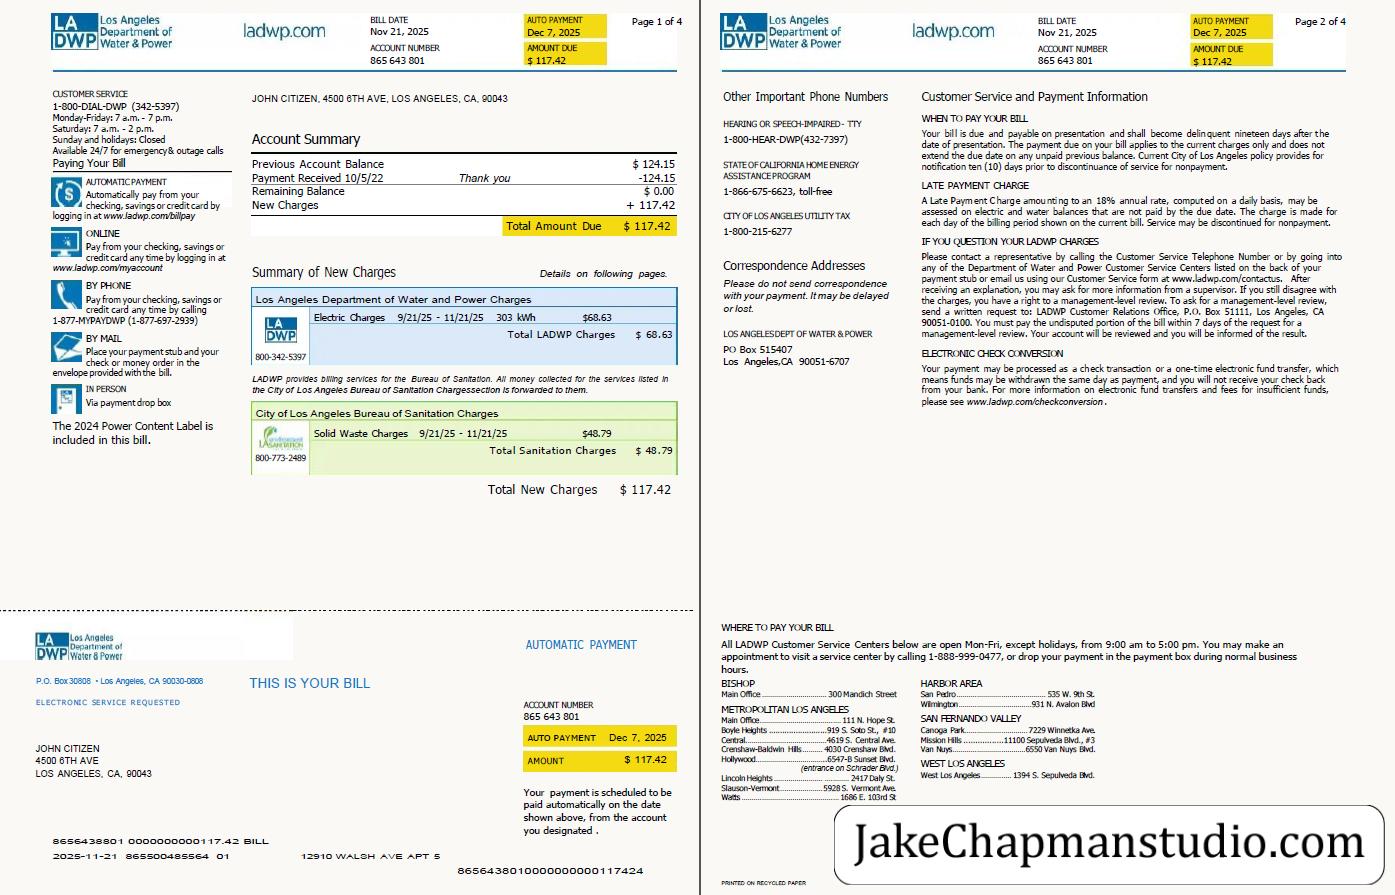 LA DWP Los Angeles Department of Water & Power
ladwp.com
BILL DATE
Nov 21, 2025
ACCOUNT NUMBER
865 643 801
AUTO PAYMENT
Dec 7, 2025
AMOUNT DUE
$ 117.42
Page 1 of 4
CUSTOMER SERVICE
1-800-DIAL-DWP (342-5397)
Monday-Friday: 7 a.m. - 7 p.m.
Saturday: 7 a.m. - 2 p.m.
Sunday and holidays: Closed
Available 24/7 for emergency & outage calls
Paying Your Bill
AUTOMATIC PAYMENT
Automatically pay from your
checking, savings or credit card by
logging in at www.ladwp.com/billpay
ONLINE
Pay from your checking, savings or
credit card any time by logging in at
www.ladwp.com/myaccount
BY PHONE
Pay from your checking, savings or
credit card any time by calling
1-877-MYPAYDWP (1-877-697-2939)
BY MAIL
Place your payment stub and your
check or money order in the
envelope provided with the bill.
IN PERSON
Via payment drop box
The 2024 Power Content Label is
included in this bill.
JOHN CITIZEN, 4500 6TH AVE, LOS ANGELES, CA, 90043
Account Summary
Previous Account Balance $ 124.15
Payment Received 10/5/22 Thank you -124.15
Remaining Balance $ 0.00
New Charges + 117.42
Total Amount Due $ 117.42
Summary of New Charges Details on following pages.
Los Angeles Department of Water and Power Charges
LA DWP
800-342-5397
Electric Charges 9/21/25 - 11/21/25 303 kWh $68.63
Total LADWP Charges $ 68.63
LADWP provides billing services for the Bureau of Sanitation. All money collected for the services listed in
the City of Los Angeles Bureau of Sanitation Chargessection is forwarded to them.
City of Los Angeles Bureau of Sanitation Charges
LA SANITATION
800-773-2489
Solid Waste Charges 9/21/25 - 11/21/25 $48.79
Total Sanitation Charges $ 48.79
Total New Charges $ 117.42
LA DWP Los Angeles Department of Water & Power
P.O. Box 30808 • Los Angeles, CA 90030-0808
ELECTRONIC SERVICE REQUESTED
THIS IS YOUR BILL
AUTOMATIC PAYMENT
ACCOUNT NUMBER
865 643 801
AUTO PAYMENT Dec 7, 2025
AMOUNT $ 117.42
JOHN CITIZEN
4500 6TH AVE
LOS ANGELES, CA, 90043
Your payment is scheduled to be
paid automatically on the date
shown above, from the account
you designated .
8656438801 0000000000117.42 BILL
2025-11-21 865500485564 01 12910 WALSH AVE APT 5
8656438010000000000117424
LA DWP Los Angeles Department of Water & Power
ladwp.com
BILL DATE
Nov 21, 2025
ACCOUNT NUMBER
865 643 801
AUTO PAYMENT
Dec 7, 2025
AMOUNT DUE
$ 117.42
Page 2 of 4
Other Important Phone Numbers
HEARING OR SPEECH-IMPAIRED - TTY
1-800-HEAR-DWP(432-7397)
STATE OF CALIFORNIA HOME ENERGY
ASSISTANCE PROGRAM
1-866-675-6623, toll-free
CITY OF LOS ANGELES UTILITY TAX
1-800-215-6277
Correspondence Addresses
Please do not send correspondence
with your payment. It may be delayed
or lost.
LOS ANGELES DEPT OF WATER & POWER
PO Box 515407
Los Angeles,CA 90051-6707
Customer Service and Payment Information
WHEN TO PAY YOUR BILL
Your bill is due and payable on presentation and shall become delinquent nineteen days after the
date of presentation. The payment due on your bill applies to the current charges only and does not
extend the due date on any unpaid previous balance. Current City of Los Angeles policy provides for
notification ten (10) days prior to discontinuance of service for nonpayment.
LATE PAYMENT CHARGE
A Late Payment Charge amounting to an 18% annual rate, computed on a daily basis, may be
assessed on electric and water balances that are not paid by the due date. The charge is made for
each day of the billing period shown on the current bill. Service may be discontinued for nonpayment.
IF YOU QUESTION YOUR LADWP CHARGES
Please contact a representative by calling the Customer Service Telephone Number or by going into
any of the Department of Water and Power Customer Service Centers listed on the back of your
payment stub or email us using our Customer Service form at www.ladwp.com/contactus. After
receiving an explanation, you may ask for more information from a supervisor. If you still disagree with
the charges, you have a right to a management-level review. To ask for a management-level review,
send a written request to: LADWP Customer Relations Office, P.O. Box 51111, Los Angeles, CA
90051-0100. You must pay the undisputed portion of the bill within 7 days of the request for a
management-level review. Your account will be reviewed and you will be informed of the result.
ELECTRONIC CHECK CONVERSION
Your payment may be processed as a check transaction or a one-time electronic fund transfer, which
means funds may be withdrawn the same day as payment, and you will not receive your check back
from your bank. For more information on electronic fund transfers and fees for insufficient funds,
please see www.ladwp.com/checkconversion .
WHERE TO PAY YOUR BILL
All LADWP Customer Service Centers below are open Mon-Fri, except holidays, from 9:00 am to 5:00 pm. You may make an
appointment to visit a service center by calling 1-888-999-0477, or drop your payment in the payment box during normal business
hours.
BISHOP
Main Office 300 Mandich Street
METROPOLITAN LOS ANGELES
Main Office 111 N. Hope St.
Boyle Heights 919 S. Soto St., #10
Central 4619 S. Central Ave.
Crenshaw-Baldwin Hills 4030 Crenshaw Blvd.
Hollywood 6547-B Sunset Blvd.
(entrance on Schrader Blvd.)
Lincoln Heights 2417 Daly St.
Slauson-Vermont 5928 S. Vermont Ave.
Watts 1686 E. 103rd St
HARBOR AREA
San Pedro 535 W. 9th St.
Wilmington 931 N. Avalon Blvd
SAN FERNANDO VALLEY
Canoga Park 7229 Winnetka Ave.
Mission Hills 11100 Sepulveda Blvd., #3
Van Nuys 6550 Van Nuys Blvd.
WEST LOS ANGELES
West Los Angeles 1394 S. Sepulveda Blvd.
JakeChapmanstudio.com
PRINTED ON RECYCLED PAPER